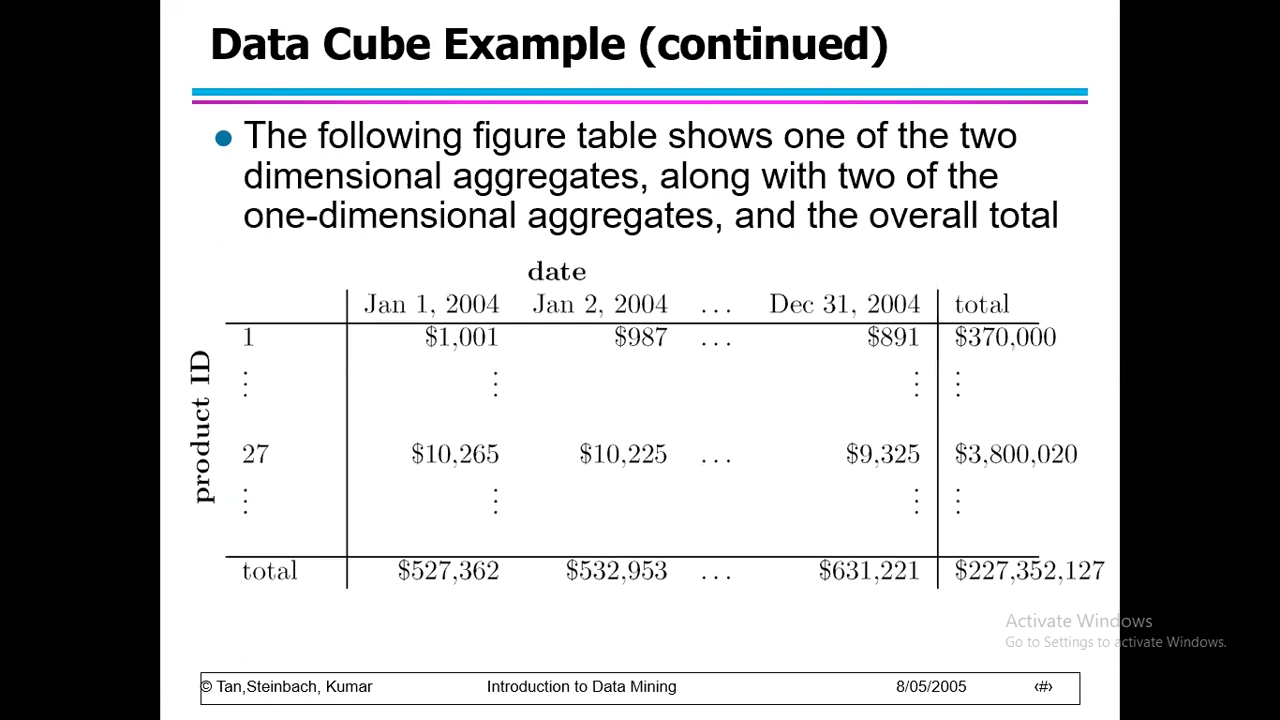 Data Cube Example (continued)
● The following figure table shows one of the two
dimensional aggregates, along with two of the
one-dimensional aggregates, and the overall total
date
Jan 1, 2004 Jan 2, 2004 ... Dec 31, 2004 total
product ID
1 $1,001 $987 ... $891 $370,000
⋮ ⋮ ⋮ ⋮
27 $10,265 $10,225 ... $9,325 $3,800,020
⋮ ⋮ ⋮ ⋮
total $527,362 $532,953 ... $631,221 $227,352,127
Activate Windows
Go to Settings to activate Windows.
© Tan,Steinbach, Kumar Introduction to Data Mining 8/05/2005 ‹#›